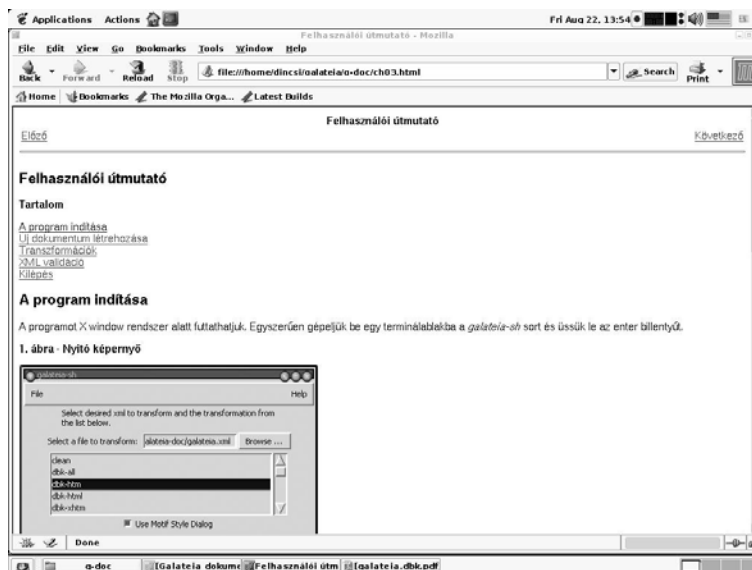 Applications Actions Fri Aug 22, 13:54
Felhasználói útmutató - Mozilla
File Edit View Go Bookmarks Tools Window Help
Back Forward Reload Stop file:///home/dincsi/galateia/g-doc/ch03.html Search Print
Home Bookmarks The Mozilla Orga... Latest Builds
Felhasználói útmutató
Előző Következő
Felhasználói útmutató
Tartalom
A program indítása
Új dokumentum létrehozása
Transzformációk
XML validáció
Kilépés
A program indítása
A programot X window rendszer alatt futtathatjuk. Egyszerűen gépeljük be egy terminálablakba a galateia-sh sort és üssük le az enter billentyűt.
1. ábra - Nyitó képernyő
galateia-sh
File Help
Select desired xml to transform and the transformation from
the list below.
Select a file to transform: alateia-doc/galateia.xml Browse ...
clean
dbk-all
dbk-htm
dbk-html
dbk-xhtm
Use Motif Style Dialog
Done
g-doc [Galateia dokume Felhasználói útm [galateia.dbk.pdf